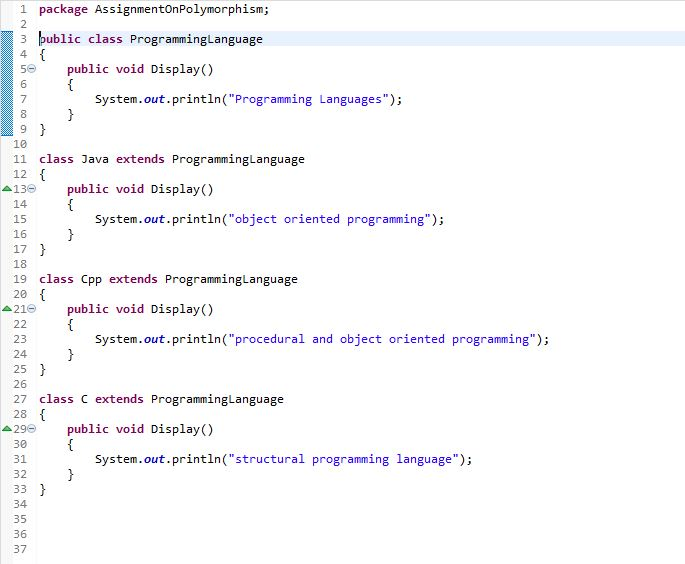 1 package AssignmentOnPolymorphism;
2
3 public class ProgrammingLanguage
4 {
5 public void Display()
6 {
7 System.out.println("Programming Languages");
8 }
9 }
10
11 class Java extends ProgrammingLanguage
12 {
13 public void Display()
14 {
15 System.out.println("object oriented programming");
16 }
17 }
18
19 class Cpp extends ProgrammingLanguage
20 {
21 public void Display()
22 {
23 System.out.println("procedural and object oriented programming");
24 }
25 }
26
27 class C extends ProgrammingLanguage
28 {
29 public void Display()
30 {
31 System.out.println("structural programming language");
32 }
33 }
34
35
36
37